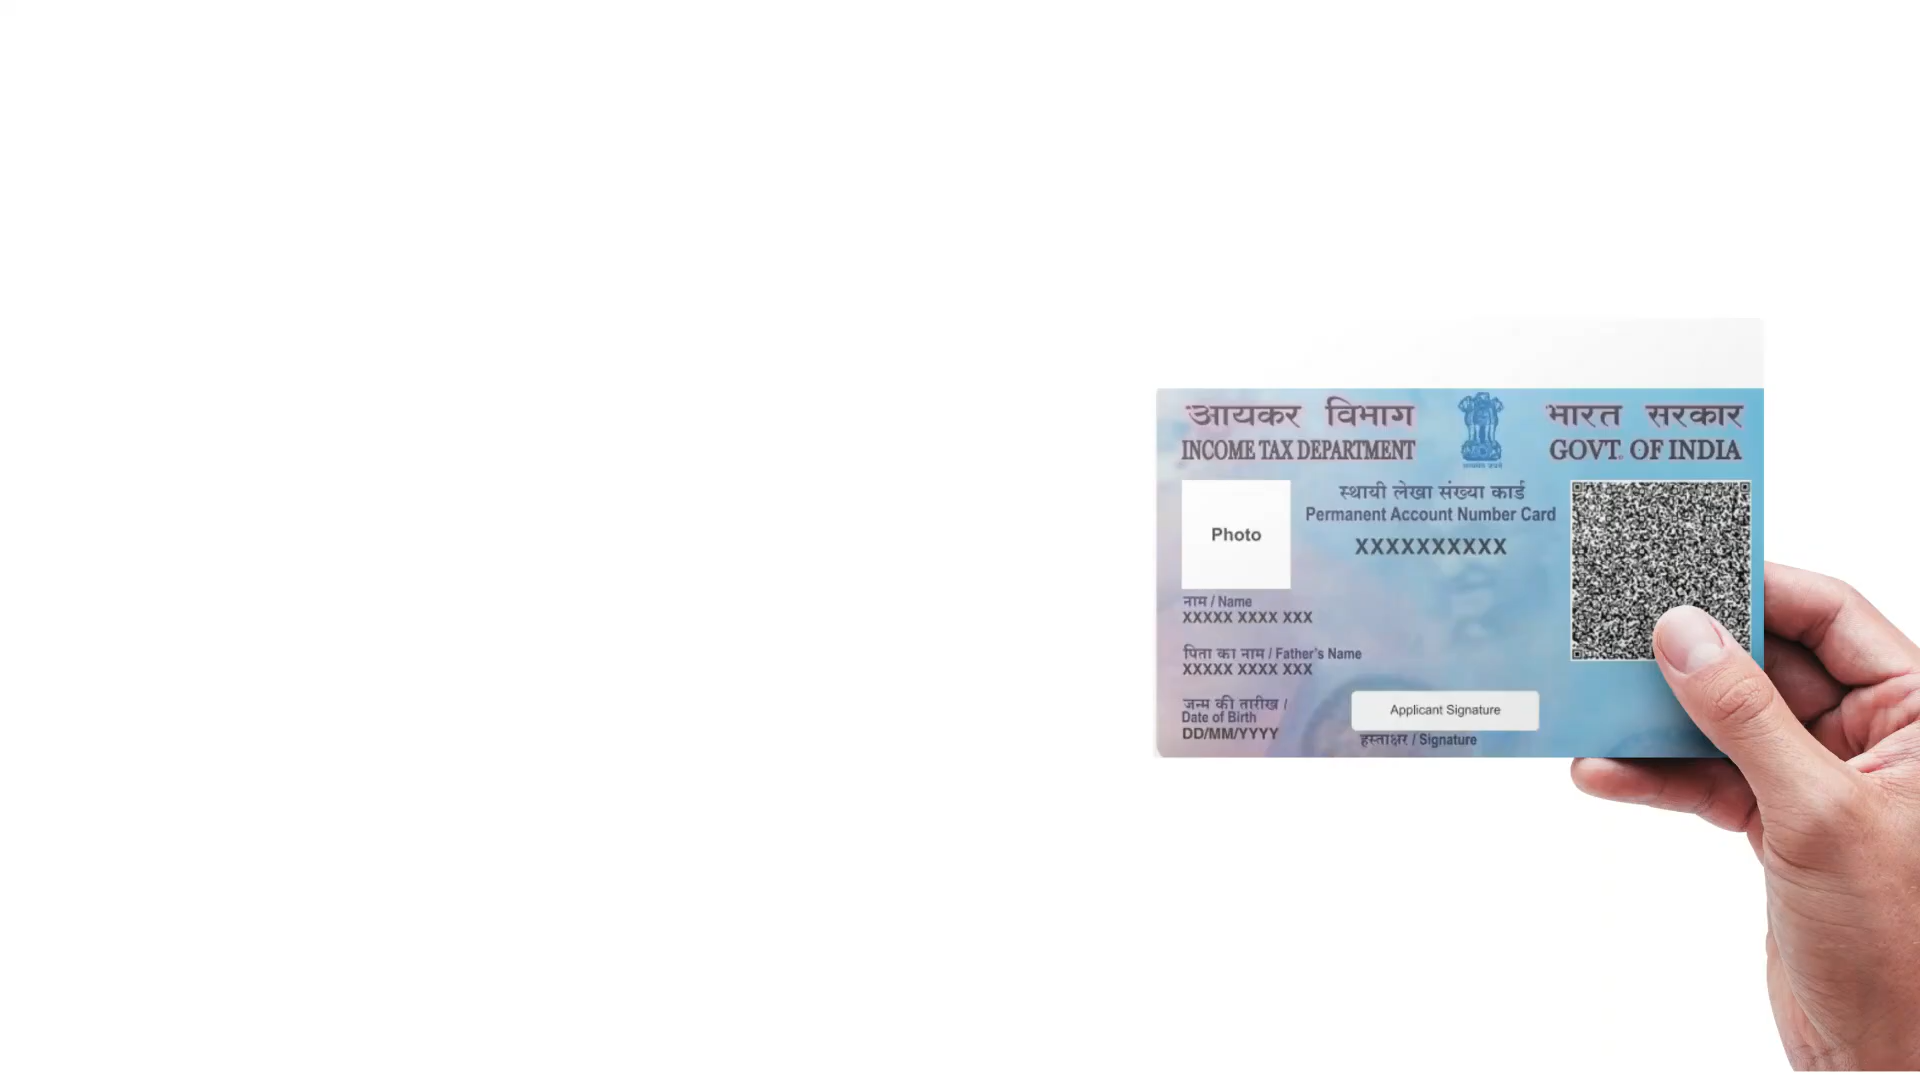 आयकर विभाग भारत सरकार
INCOME TAX DEPARTMENT GOVT. OF INDIA
स्थायी लेखा संख्या कार्ड
Permanent Account Number Card
XXXXXXXXXX
Photo
नाम / Name
XXXXX XXXX XXX
पिता का नाम / Father's Name
XXXXX XXXX XXX
जन्म की तारीख /
Date of Birth
DD/MM/YYYY
Applicant Signature
हस्ताक्षर / Signature